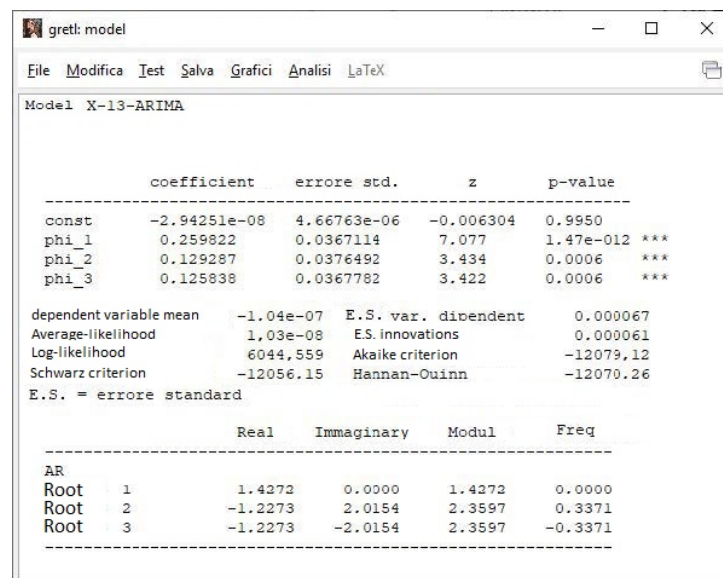 gretl: model
File Modifica Test Salva Grafici Analisi LaTeX
Model X-13-ARIMA
coefficient errore std. z p-value
const -2.94251e-08 4.66763e-06 -0.006304 0.9950
phi_1 0.259822 0.0367114 7.077 1.47e-012 ***
phi_2 0.129287 0.0376492 3.434 0.0006 ***
phi_3 0.125838 0.0367782 3.422 0.0006 ***
dependent variable mean -1.04e-07 E.S. var. dipendent 0.000067
Average-likelihood 1,03e-08 E.S. innovations 0.000061
Log-likelihood 6044,559 Akaike criterion -12079,12
Schwarz criterion -12056.15 Hannan-Quinn -12070.26
E.S. = errore standard
Real Immaginary Modul Freq
AR
Root 1 1.4272 0.0000 1.4272 0.0000
Root 2 -1.2273 2.0154 2.3597 0.3371
Root 3 -1.2273 -2.0154 2.3597 -0.3371